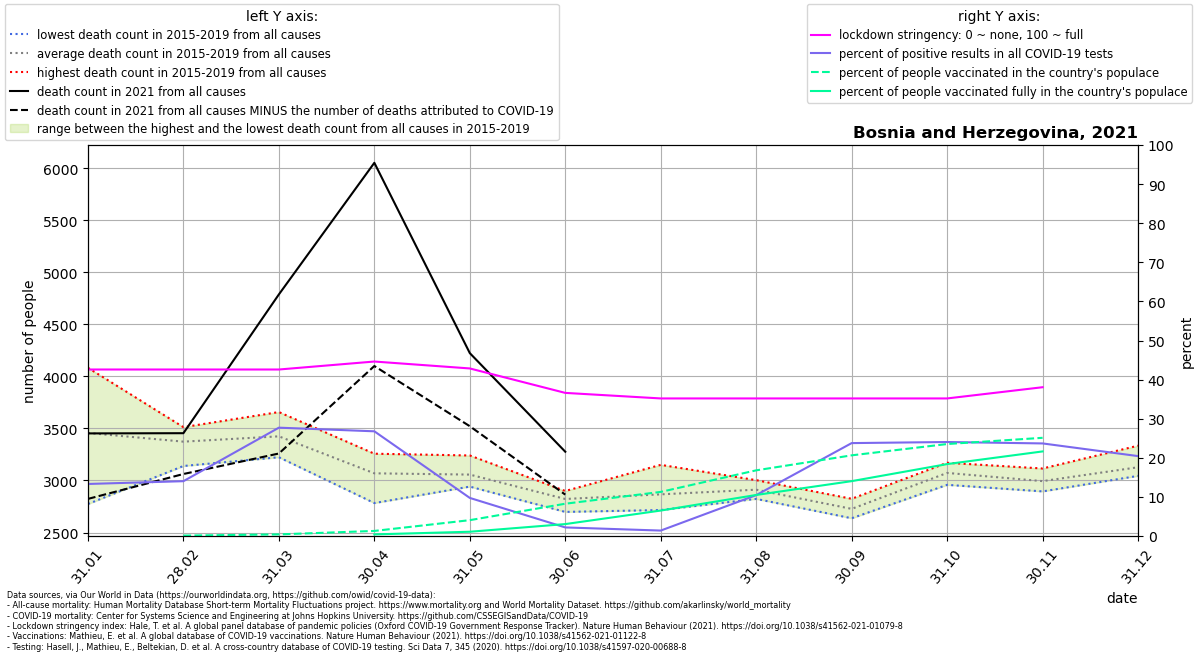 left Y axis:
lowest death count in 2015-2019 from all causes
average death count in 2015-2019 from all causes
highest death count in 2015-2019 from all causes
death count in 2021 from all causes
death count in 2021 from all causes MINUS the number of deaths attributed to COVID-19
range between the highest and the lowest death count from all causes in 2015-2019
right Y axis:
lockdown stringency: 0 ~ none, 100 ~ full
percent of positive results in all COVID-19 tests
percent of people vaccinated in the country's populace
percent of people vaccinated fully in the country's populace
Bosnia and Herzegovina, 2021
number of people
6000
5500
5000
4500
4000
3500
3000
2500
100
90
80
70
60
50
40
30
20
10
0
percent
31.01
28.02
31.03
30.04
31.05
30.06
31.07
31.08
30.09
31.10
30.11
31.12
date
Data sources, via Our World in Data (https://ourworldindata.org, https://github.com/owid/covid-19-data):
- All-cause mortality: Human Mortality Database Short-term Mortality Fluctuations project. https://www.mortality.org and World Mortality Dataset. https://github.com/akarlinsky/world_mortality
- COVID-19 mortality: Center for Systems Science and Engineering at Johns Hopkins University. https://github.com/CSSEGISandData/COVID-19
- Lockdown stringency index: Hale, T. et al. A global panel database of pandemic policies (Oxford COVID-19 Government Response Tracker). Nature Human Behaviour (2021). https://doi.org/10.1038/s41562-021-01079-8
- Vaccinations: Mathieu, E. et al. A global database of COVID-19 vaccinations. Nature Human Behaviour (2021). https://doi.org/10.1038/s41562-021-01122-8
- Testing: Hasell, J., Mathieu, E., Beltekian, D. et al. A cross-country database of COVID-19 testing. Sci Data 7, 345 (2020). https://doi.org/10.1038/s41597-020-00688-8